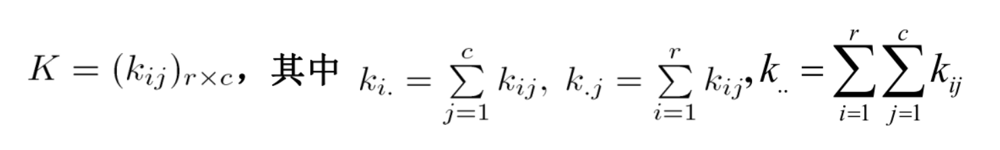 $K = (k_{ij})_{r \times c}$，其中 $k_{i.} = \sum_{j=1}^{c} k_{ij}, \ k_{.j} = \sum_{i=1}^{r} k_{ij}, k_{..} = \sum_{i=1}^{r} \sum_{j=1}^{c} k_{ij}$